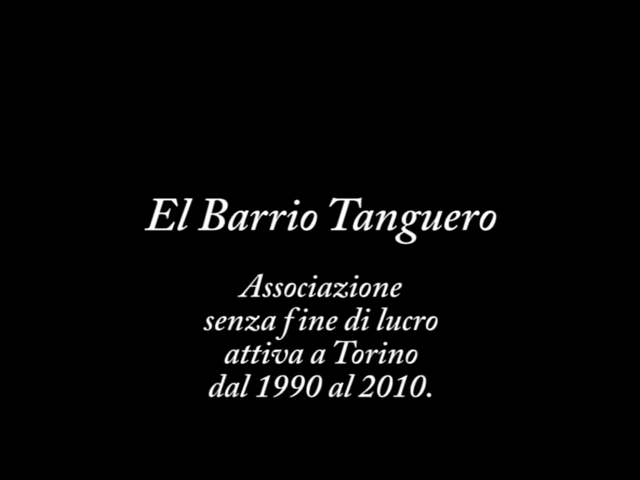 El Barrio Tanguero
Associazione
senza fine di lucro
attiva a Torino
dal 1990 al 2010.